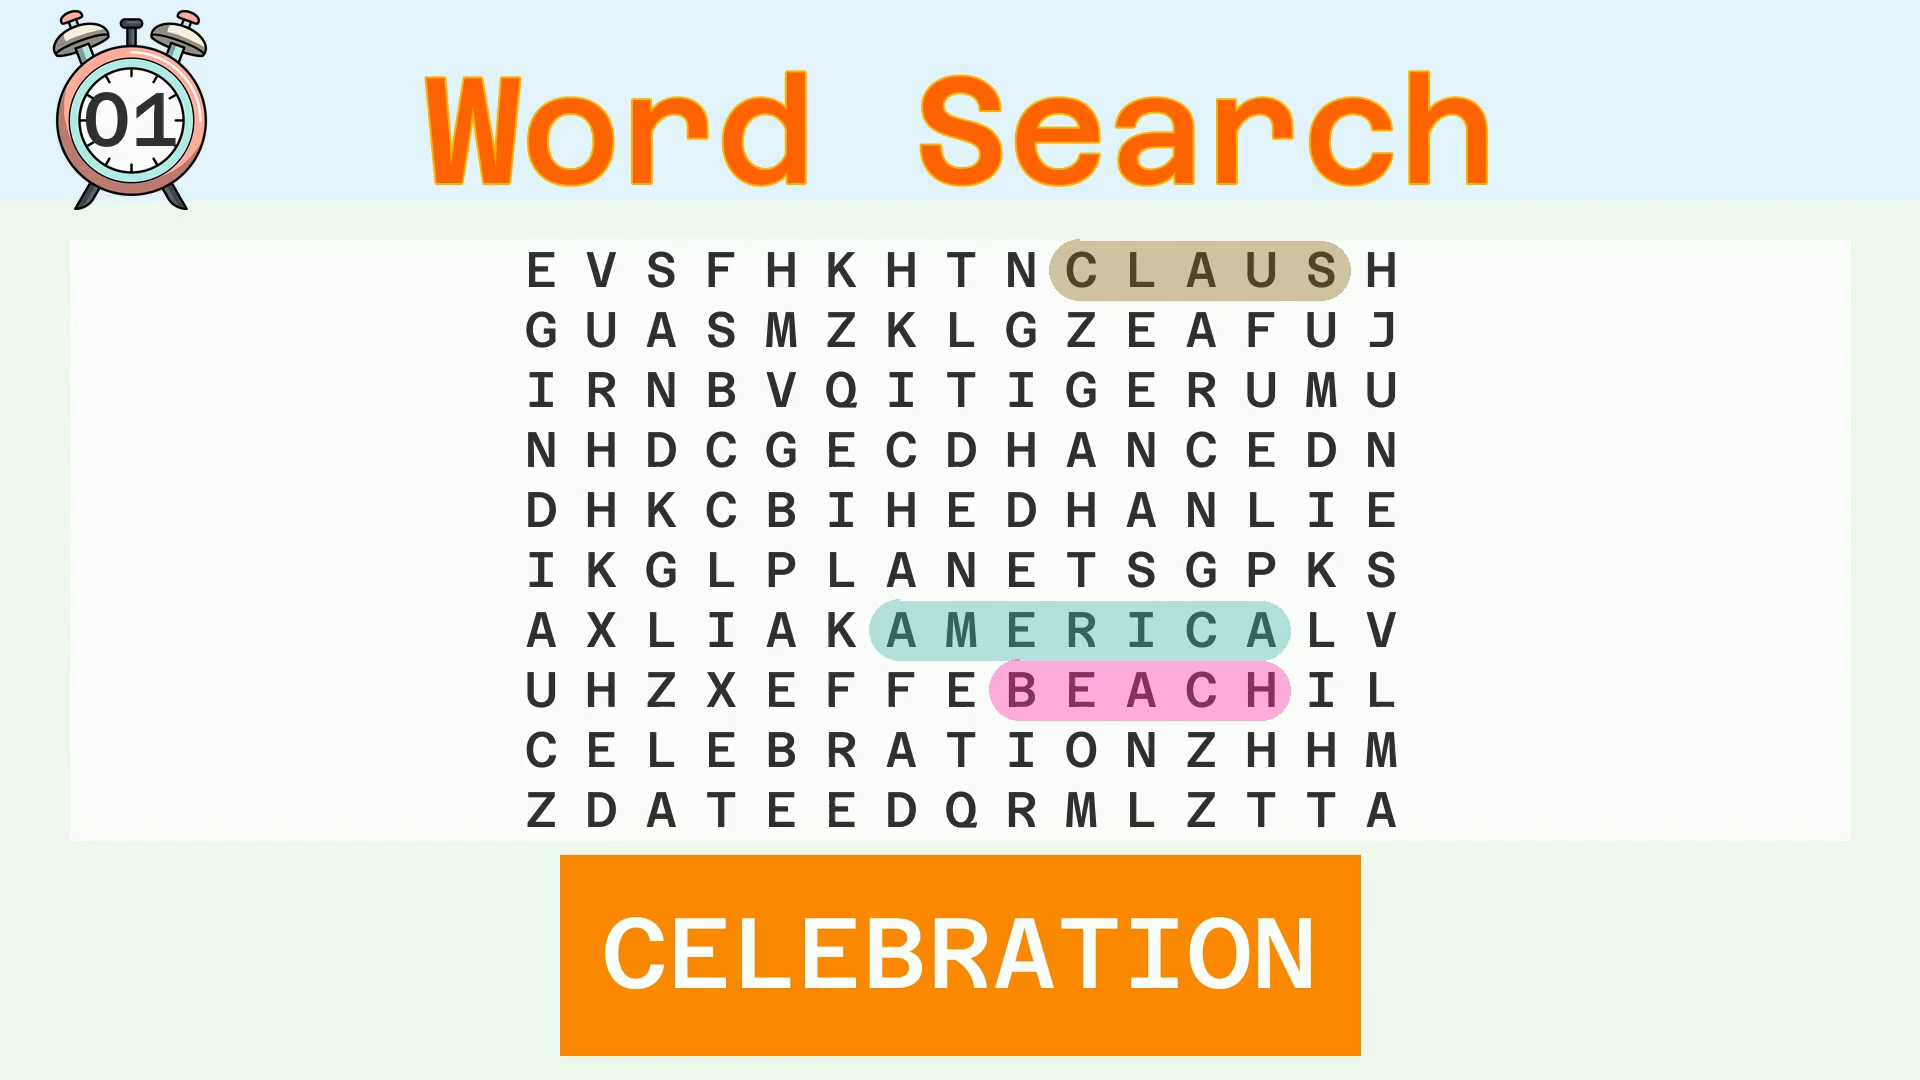 01
Word Search
E V S F H K H T N C L A U S H
G U A S M Z K L G Z E A F U J
I R N B V Q I T I G E R U M U
N H D C G E C D H A N C E D N
D H K C B I H E D H A N L I E
I K G L P L A N E T S G P K S
A X L I A K A M E R I C A L V
U H Z X E F F E B E A C H I L
C E L E B R A T I O N Z H H M
Z D A T E E D Q R M L Z T T A
CELEBRATION